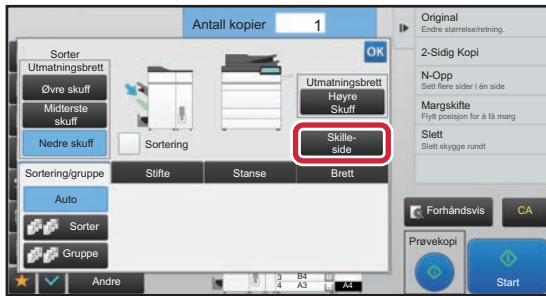 Antall kopier 1
Sorter
OK
Utmatningsbrett
Øvre skuff
Midterste
skuff
Nedre skuff
Sortering
Utmatningsbrett
Høyre
Skuff
Skille-
side
Sortering/gruppe
Stifte
Stanse
Brett
Auto
Sorter
Gruppe
Andre
3 B4
4 A3
A4
Original
Endre størrelse/retning.
2-Sidig Kopi
N-Opp
Sett flere sider i én side
Margskifte
Flytt posisjon for å få marg
Slett
Slett skygge rundt
Forhåndsvis
CA
Prøvekopi
Start